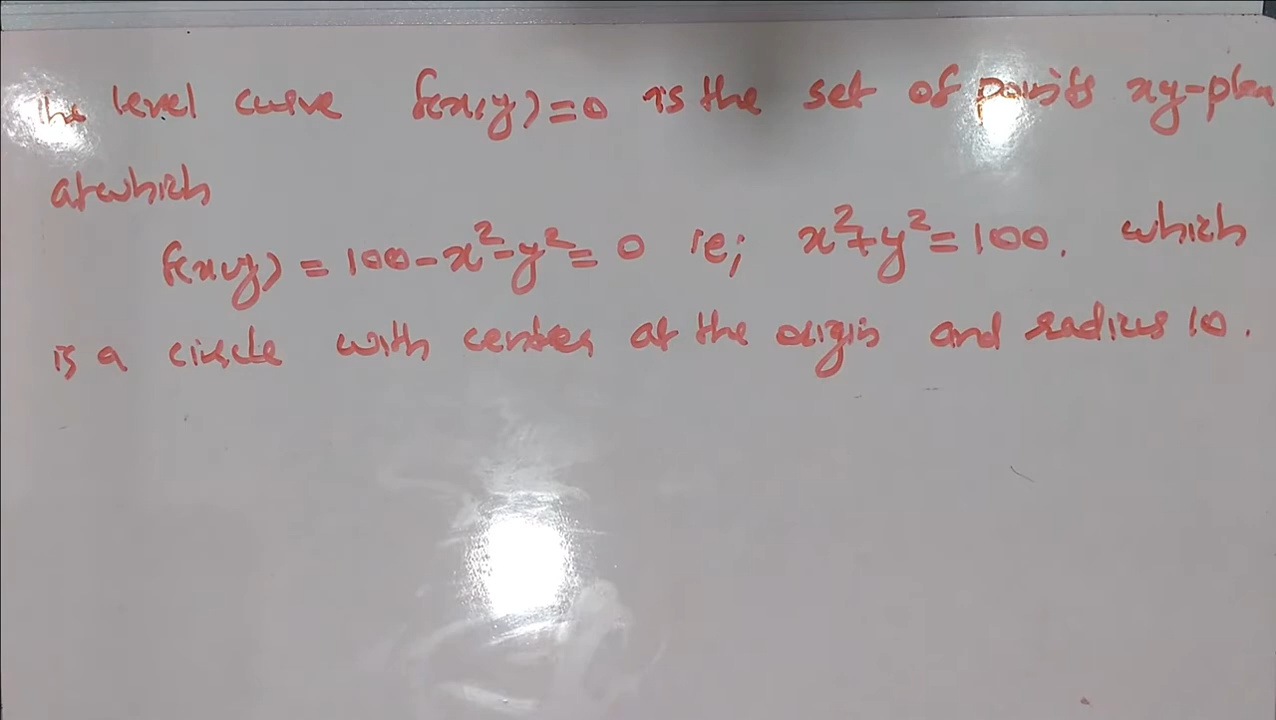 The level curve f(x,y)=0 is the set of points xy-plan
at which
f(x,y) = 100-x²-y² = 0 ie; x²+y²=100. which
is a circle with center at the origin and radius 10.